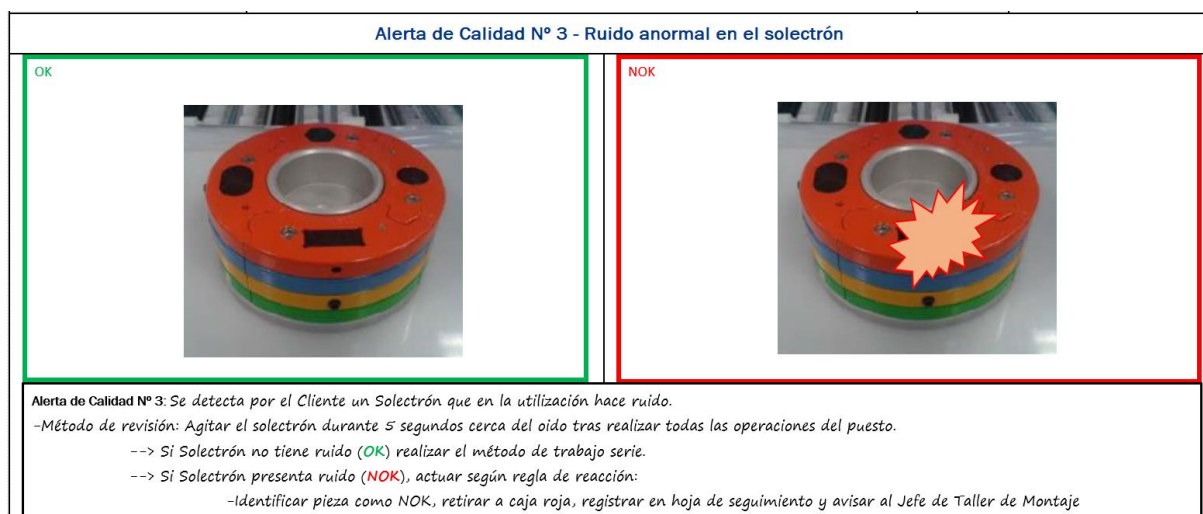 Alerta de Calidad Nº 3 - Ruido anormal en el solectrón
OK
NOK
Alerta de Calidad Nº 3: Se detecta por el Cliente un Solectrón que en la utilización hace ruido.
-Método de revisión: Agitar el solectrón durante 5 segundos cerca del oido tras realizar todas las operaciones del puesto.
--> Si Solectrón no tiene ruido (OK) realizar el método de trabajo serie.
--> Si Solectrón presenta ruido (NOK), actuar según regla de reacción:
-Identificar pieza como NOK, retirar a caja roja, registrar en hoja de seguimiento y avisar al Jefe de Taller de Montaje